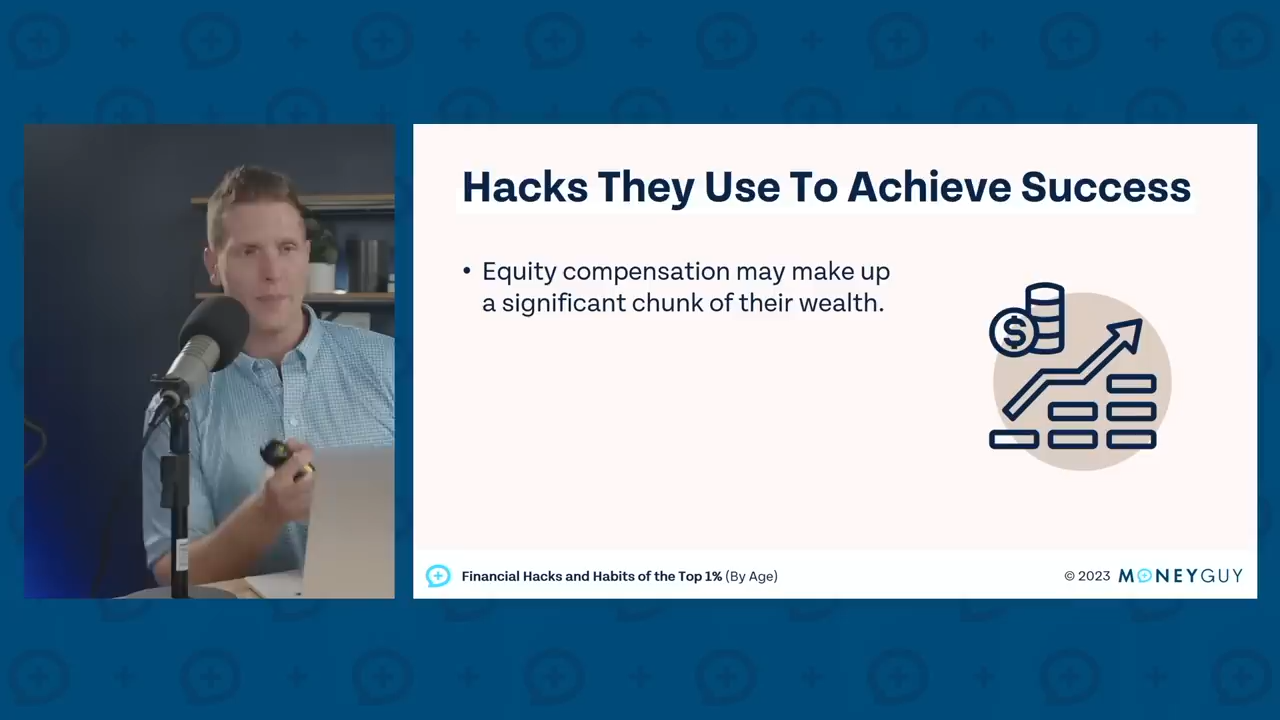 Hacks They Use To Achieve Success
• Equity compensation may make up
a significant chunk of their wealth.
$
Financial Hacks and Habits of the Top 1% (By Age)
© 2023 MONEYGUY